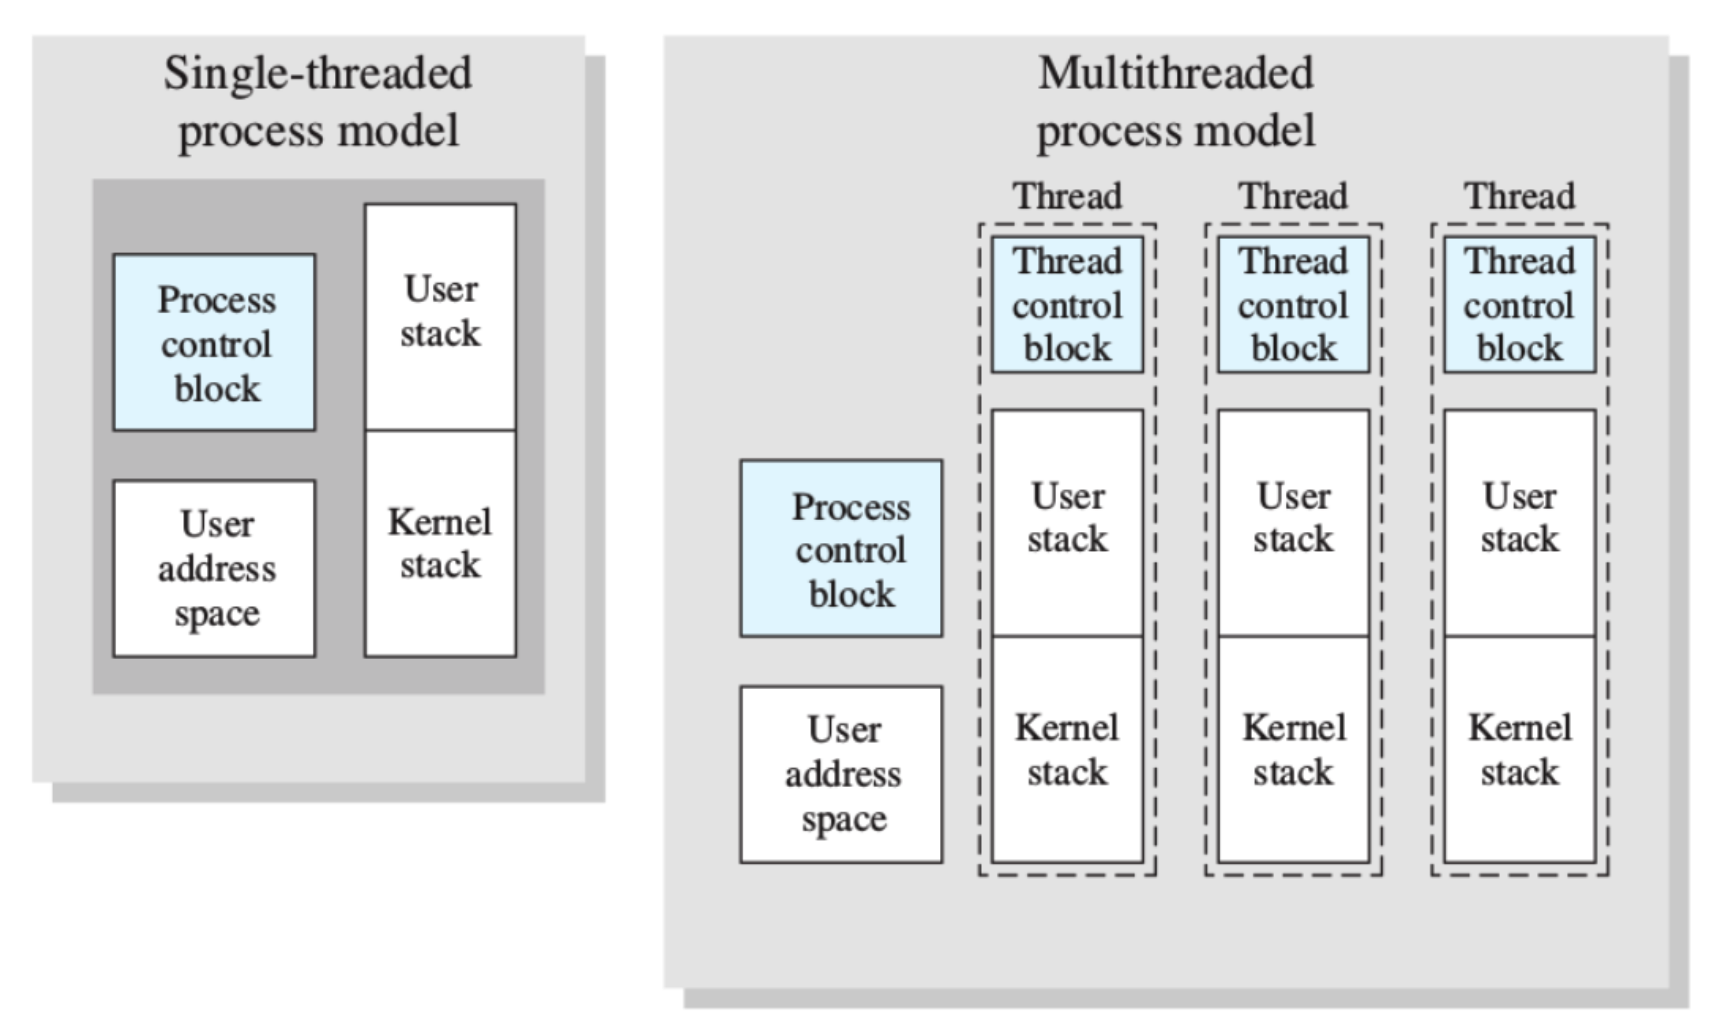 Single-threaded
process model
Process
control
block
User
stack
User
address
space
Kernel
stack
Multithreaded
process model
Process
control
block
User
address
space
Thread
Thread
control
block
User
stack
Kernel
stack
Thread
Thread
control
block
User
stack
Kernel
stack
Thread
Thread
control
block
User
stack
Kernel
stack